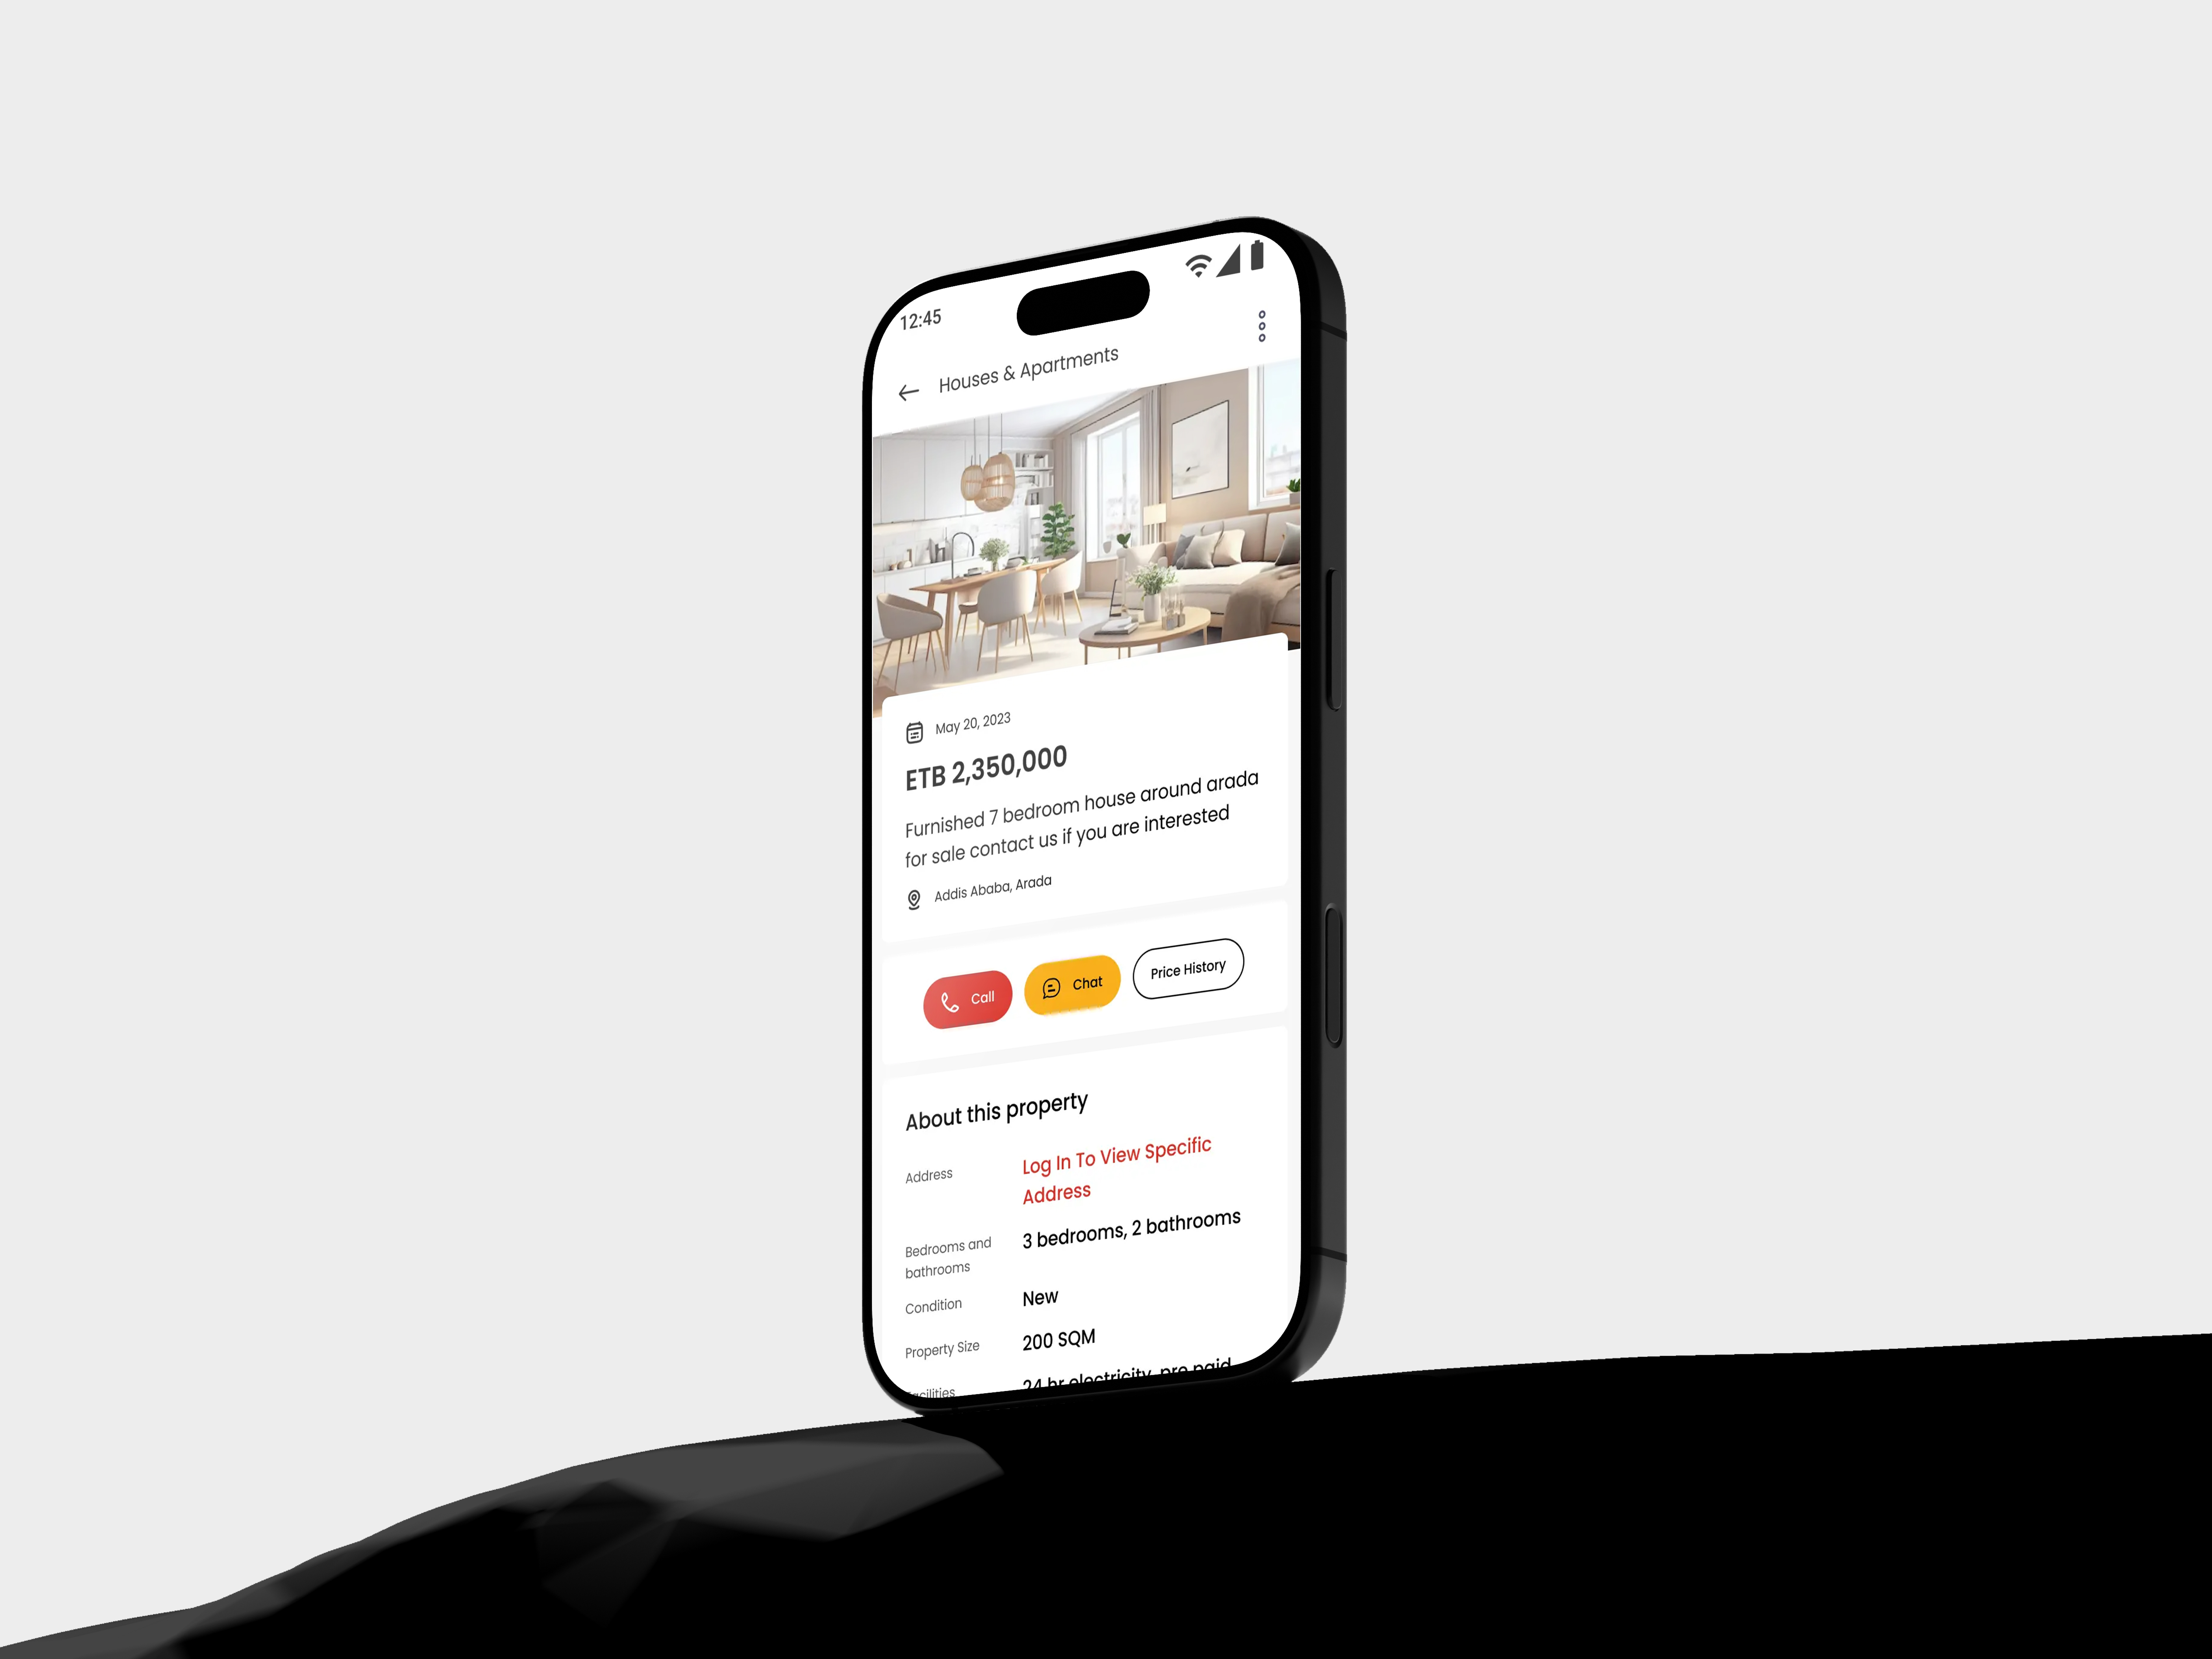 12:45
Houses & Apartments
May 20, 2023
ETB 2,350,000
Furnished 7 bedroom house around arada
for sale contact us if you are interested
Addis Ababa, Arada
Call
Chat
Price History
About this property
Address
Log In To View Specific
Address
Bedrooms and
bathrooms
3 bedrooms, 2 bathrooms
Condition
New
Property Size
200 SQM
Facilities
24 hr electricity, pre paid